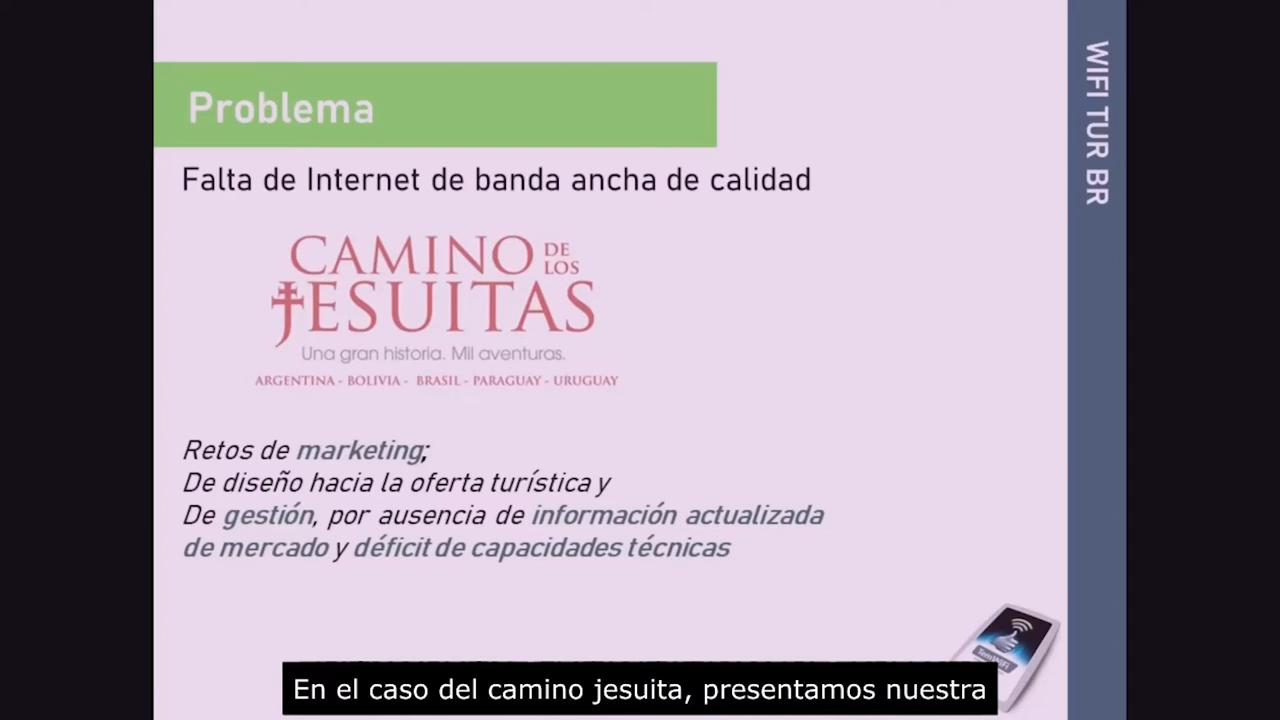 Problema
Falta de Internet de banda ancha de calidad
CAMINO DE LOS
JESUITAS
Una gran historia. Mil aventuras.
ARGENTINA - BOLIVIA - BRASIL - PARAGUAY - URUGUAY
Retos de marketing;
De diseño hacia la oferta turística y
De gestión, por ausencia de información actualizada
de mercado y déficit de capacidades técnicas
WIFI TUR BR
TemWiFi
En el caso del camino jesuita, presentamos nuestra